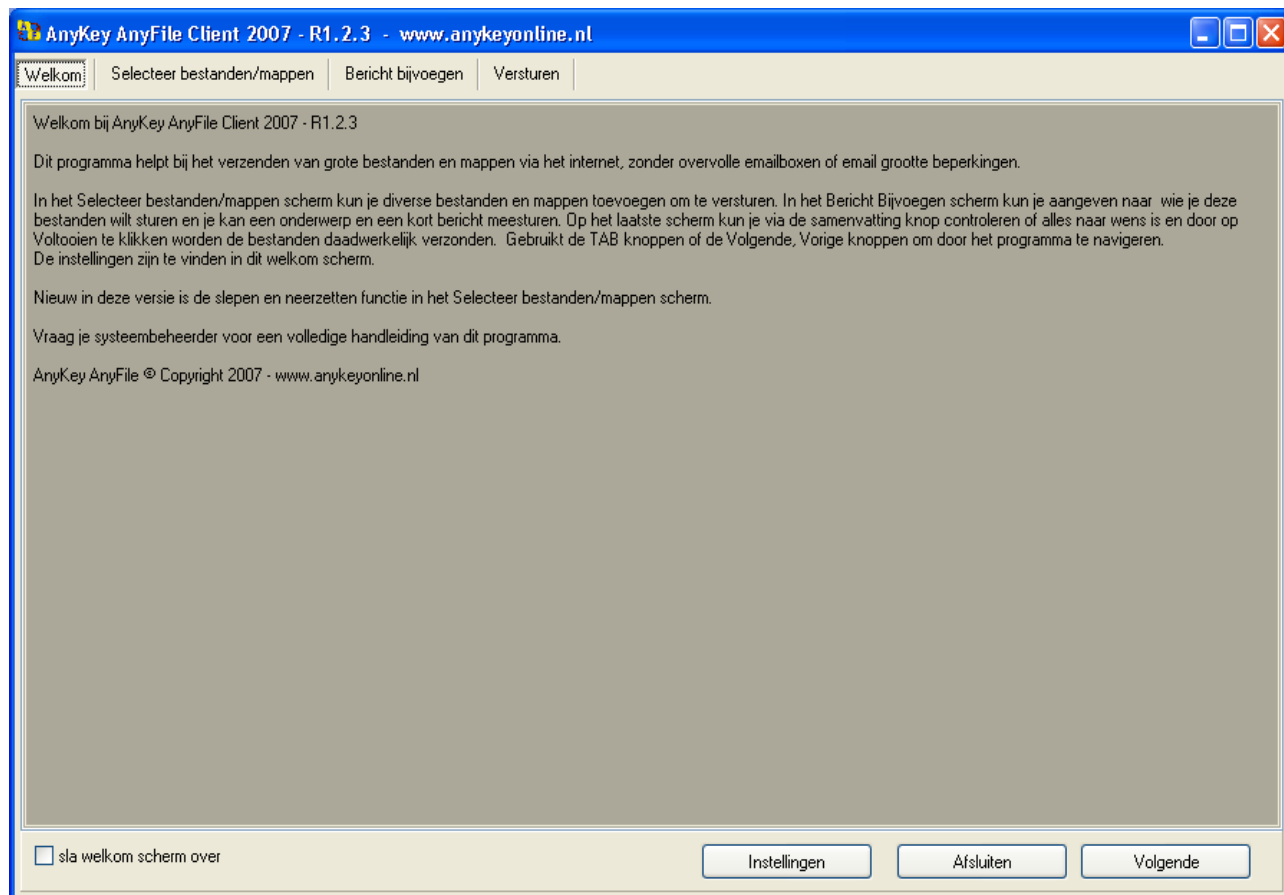 AnyKey AnyFile Client 2007 - R1.2.3 - www.anykeyonline.nl
Welkom Selecteer bestanden/mappen Bericht bijvoegen Versturen
Welkom bij AnyKey AnyFile Client 2007 - R1.2.3
Dit programma helpt bij het verzenden van grote bestanden en mappen via het internet, zonder overvolle emailboxen of email grootte beperkingen.
In het Selecteer bestanden/mappen scherm kun je diverse bestanden en mappen toevoegen om te versturen. In het Bericht Bijvoegen scherm kun je aangeven naar  wie je deze
bestanden wilt sturen en je kan een onderwerp en een kort bericht meesturen. Op het laatste scherm kun je via de samenvatting knop controleren of alles naar wens is en door op
Voltooien te klikken worden de bestanden daadwerkelijk verzonden.  Gebruikt de TAB knoppen of de Volgende, Vorige knoppen om door het programma te navigeren.
De instellingen zijn te vinden in dit welkom scherm.
Nieuw in deze versie is de slepen en neerzetten functie in het Selecteer bestanden/mappen scherm.
Vraag je systeembeheerder voor een volledige handleiding van dit programma.
AnyKey AnyFile © Copyright 2007 - www.anykeyonline.nl
sla welkom scherm over Instellingen Afsluiten Volgende